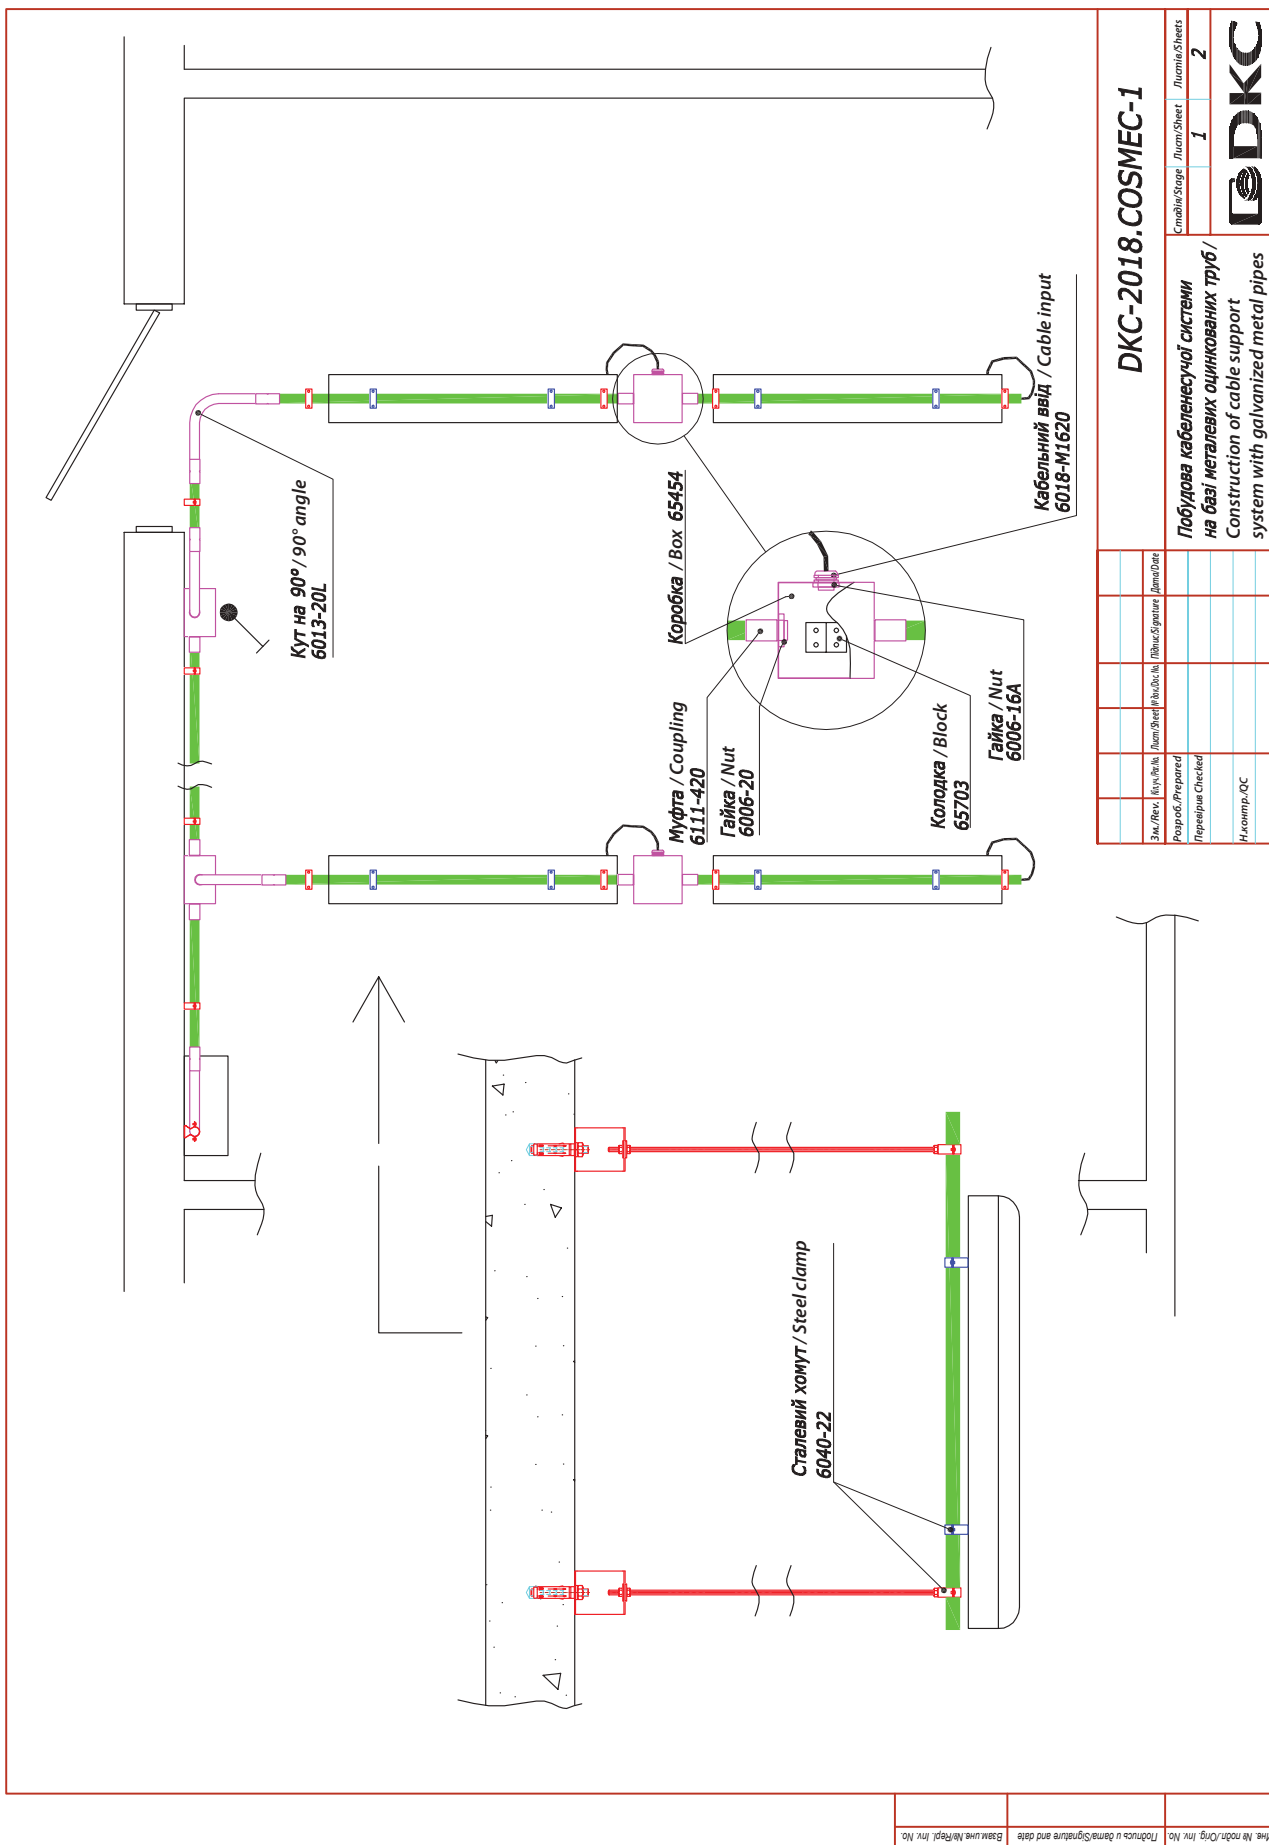 Кут на 90°/ 90° angle
6013-20L
Коробка / Box 65454
Кабельний ввід / Cable input
6018-M1620
Муфта / Coupling
6111-420
Гайка / Nut
6006-20
Колодка / Block
65703
Гайка / Nut
6006-16A
Сталевий хомут / Steel clamp
6040-22
DKC-2018.COSMEC-1
Зм./Rev.
Лист/Sheet
№ док./Doc.No.
Підпис/Signature
Дата/Date
Розроб./Prepared
Перевірив Checked
Н.контр./QC
Побудова кабеленесучої системи
на базі металевих оцинкованих труб /
Construction of cable support
system with galvanized metal pipes
Стадія/Stage
Лист/Sheet
Листів/Sheets
1
2
DKC
Взам.инв.№/Repl. Inv. No.
Подпись и дата/Signature and date
Инв. № подл./Orig. Inv. No.